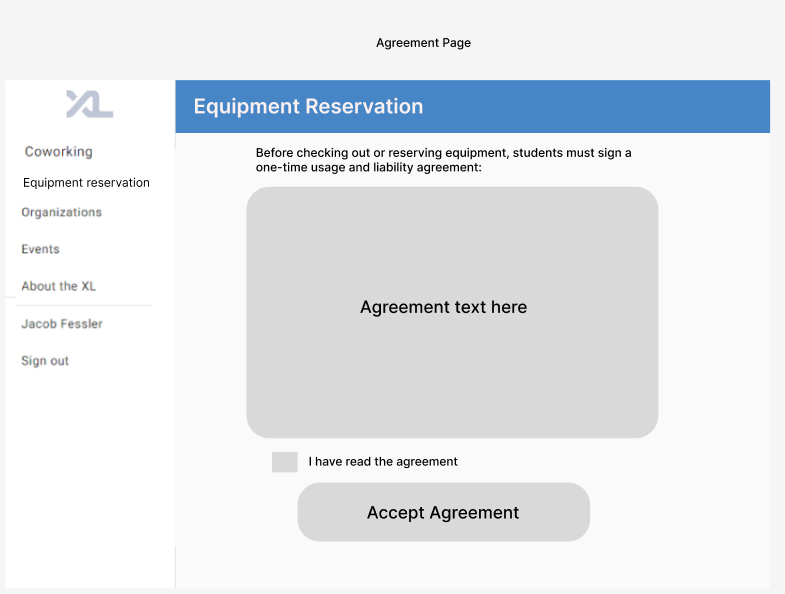 Agreement Page
XL
Equipment Reservation
Coworking
Equipment reservation
Organizations
Events
About the XL
Jacob Fessler
Sign out
Before checking out or reserving equipment, students must sign a
one-time usage and liability agreement:
Agreement text here
I have read the agreement
Accept Agreement